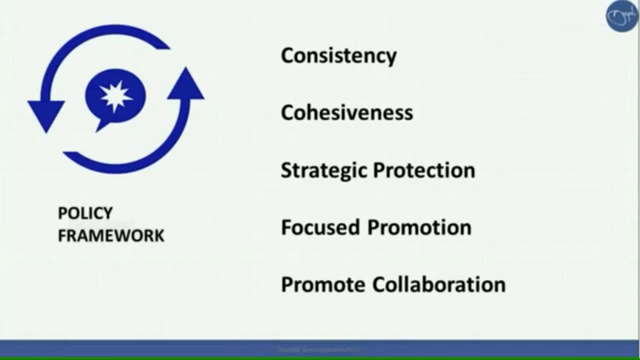 Consistency
Cohesiveness
Strategic Protection
Focused Promotion
Promote Collaboration
POLICY
FRAMEWORK